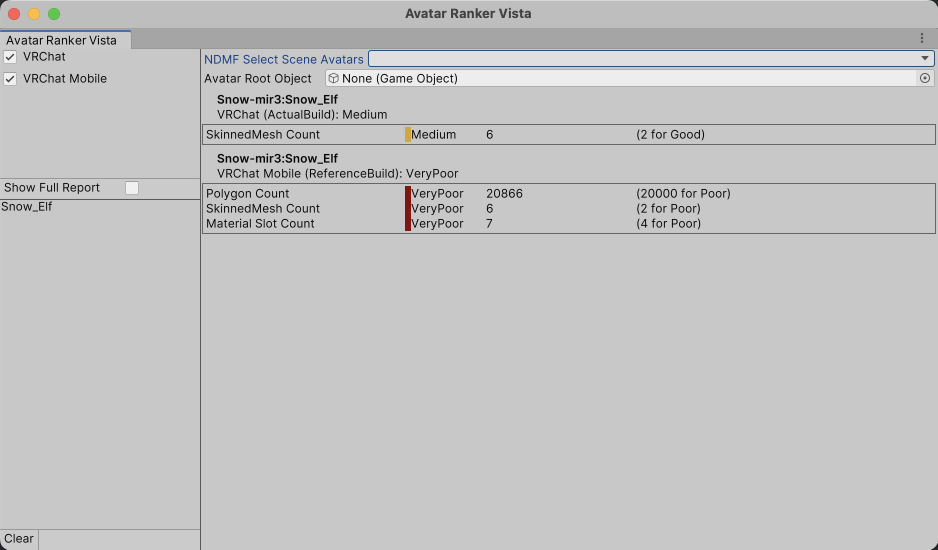 Avatar Ranker Vista
Avatar Ranker Vista
VRChat
VRChat Mobile
Show Full Report
Snow_Elf
Clear
NDMF Select Scene Avatars
Avatar Root Object None (Game Object)
Snow-mir3:Snow_Elf
VRChat (ActualBuild): Medium
SkinnedMesh Count Medium 6 (2 for Good)
Snow-mir3:Snow_Elf
VRChat Mobile (ReferenceBuild): VeryPoor
Polygon Count VeryPoor 20866 (20000 for Poor)
SkinnedMesh Count VeryPoor 6 (2 for Poor)
Material Slot Count VeryPoor 7 (4 for Poor)